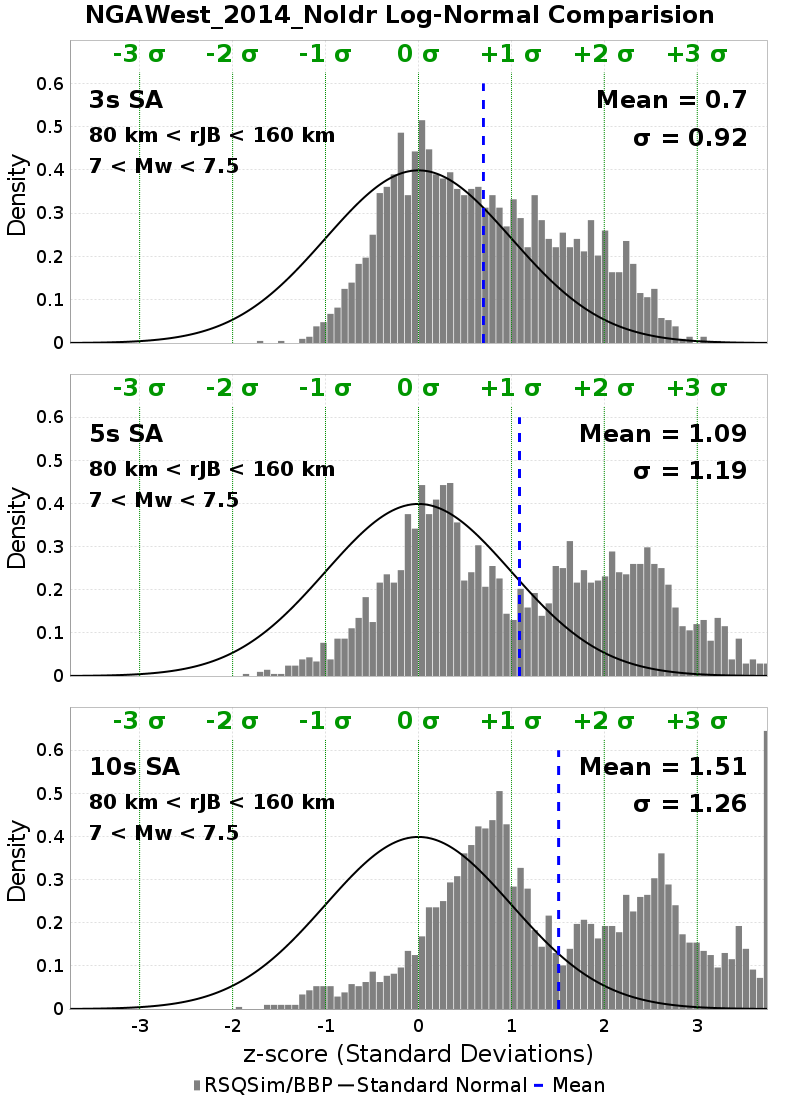 NGAWest_2014_NoIdr Log-Normal Comparision
-3 σ -2 σ -1 σ 0 σ +1 σ +2 σ +3 σ
3s SA
80 km < rJB < 160 km
7 < Mw < 7.5
Mean = 0.7
σ = 0.92
Density
0.6
0.5
0.4
0.3
0.2
0.1
0
-3 σ -2 σ -1 σ 0 σ +1 σ +2 σ +3 σ
5s SA
80 km < rJB < 160 km
7 < Mw < 7.5
Mean = 1.09
σ = 1.19
Density
0.6
0.5
0.4
0.3
0.2
0.1
0
-3 σ -2 σ -1 σ 0 σ +1 σ +2 σ +3 σ
10s SA
80 km < rJB < 160 km
7 < Mw < 7.5
Mean = 1.51
σ = 1.26
Density
0.6
0.5
0.4
0.3
0.2
0.1
0
-3 -2 -1 0 1 2 3
z-score (Standard Deviations)
RSQSim/BBP Standard Normal Mean